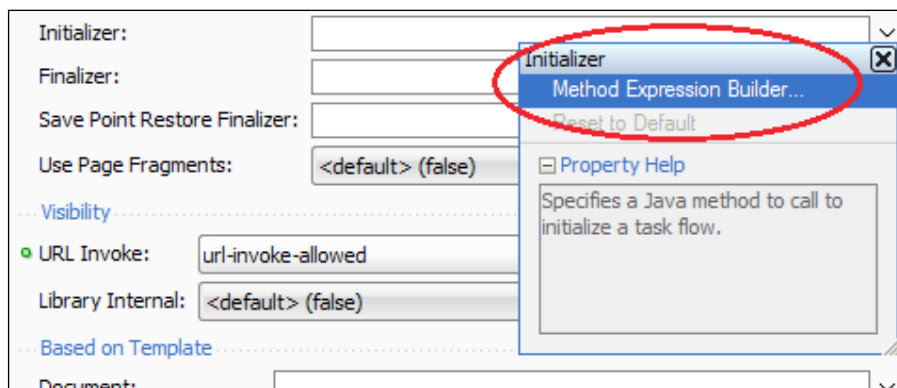 Initializer:
Finalizer:
Save Point Restore Finalizer:
Use Page Fragments:
<default> (false)
Visibility
URL Invoke:
url-invoke-allowed
Library Internal:
<default> (false)
Based on Template
Document:
Initializer
Method Expression Builder...
Reset to Default
Property Help
Specifies a Java method to call to
initialize a task flow.